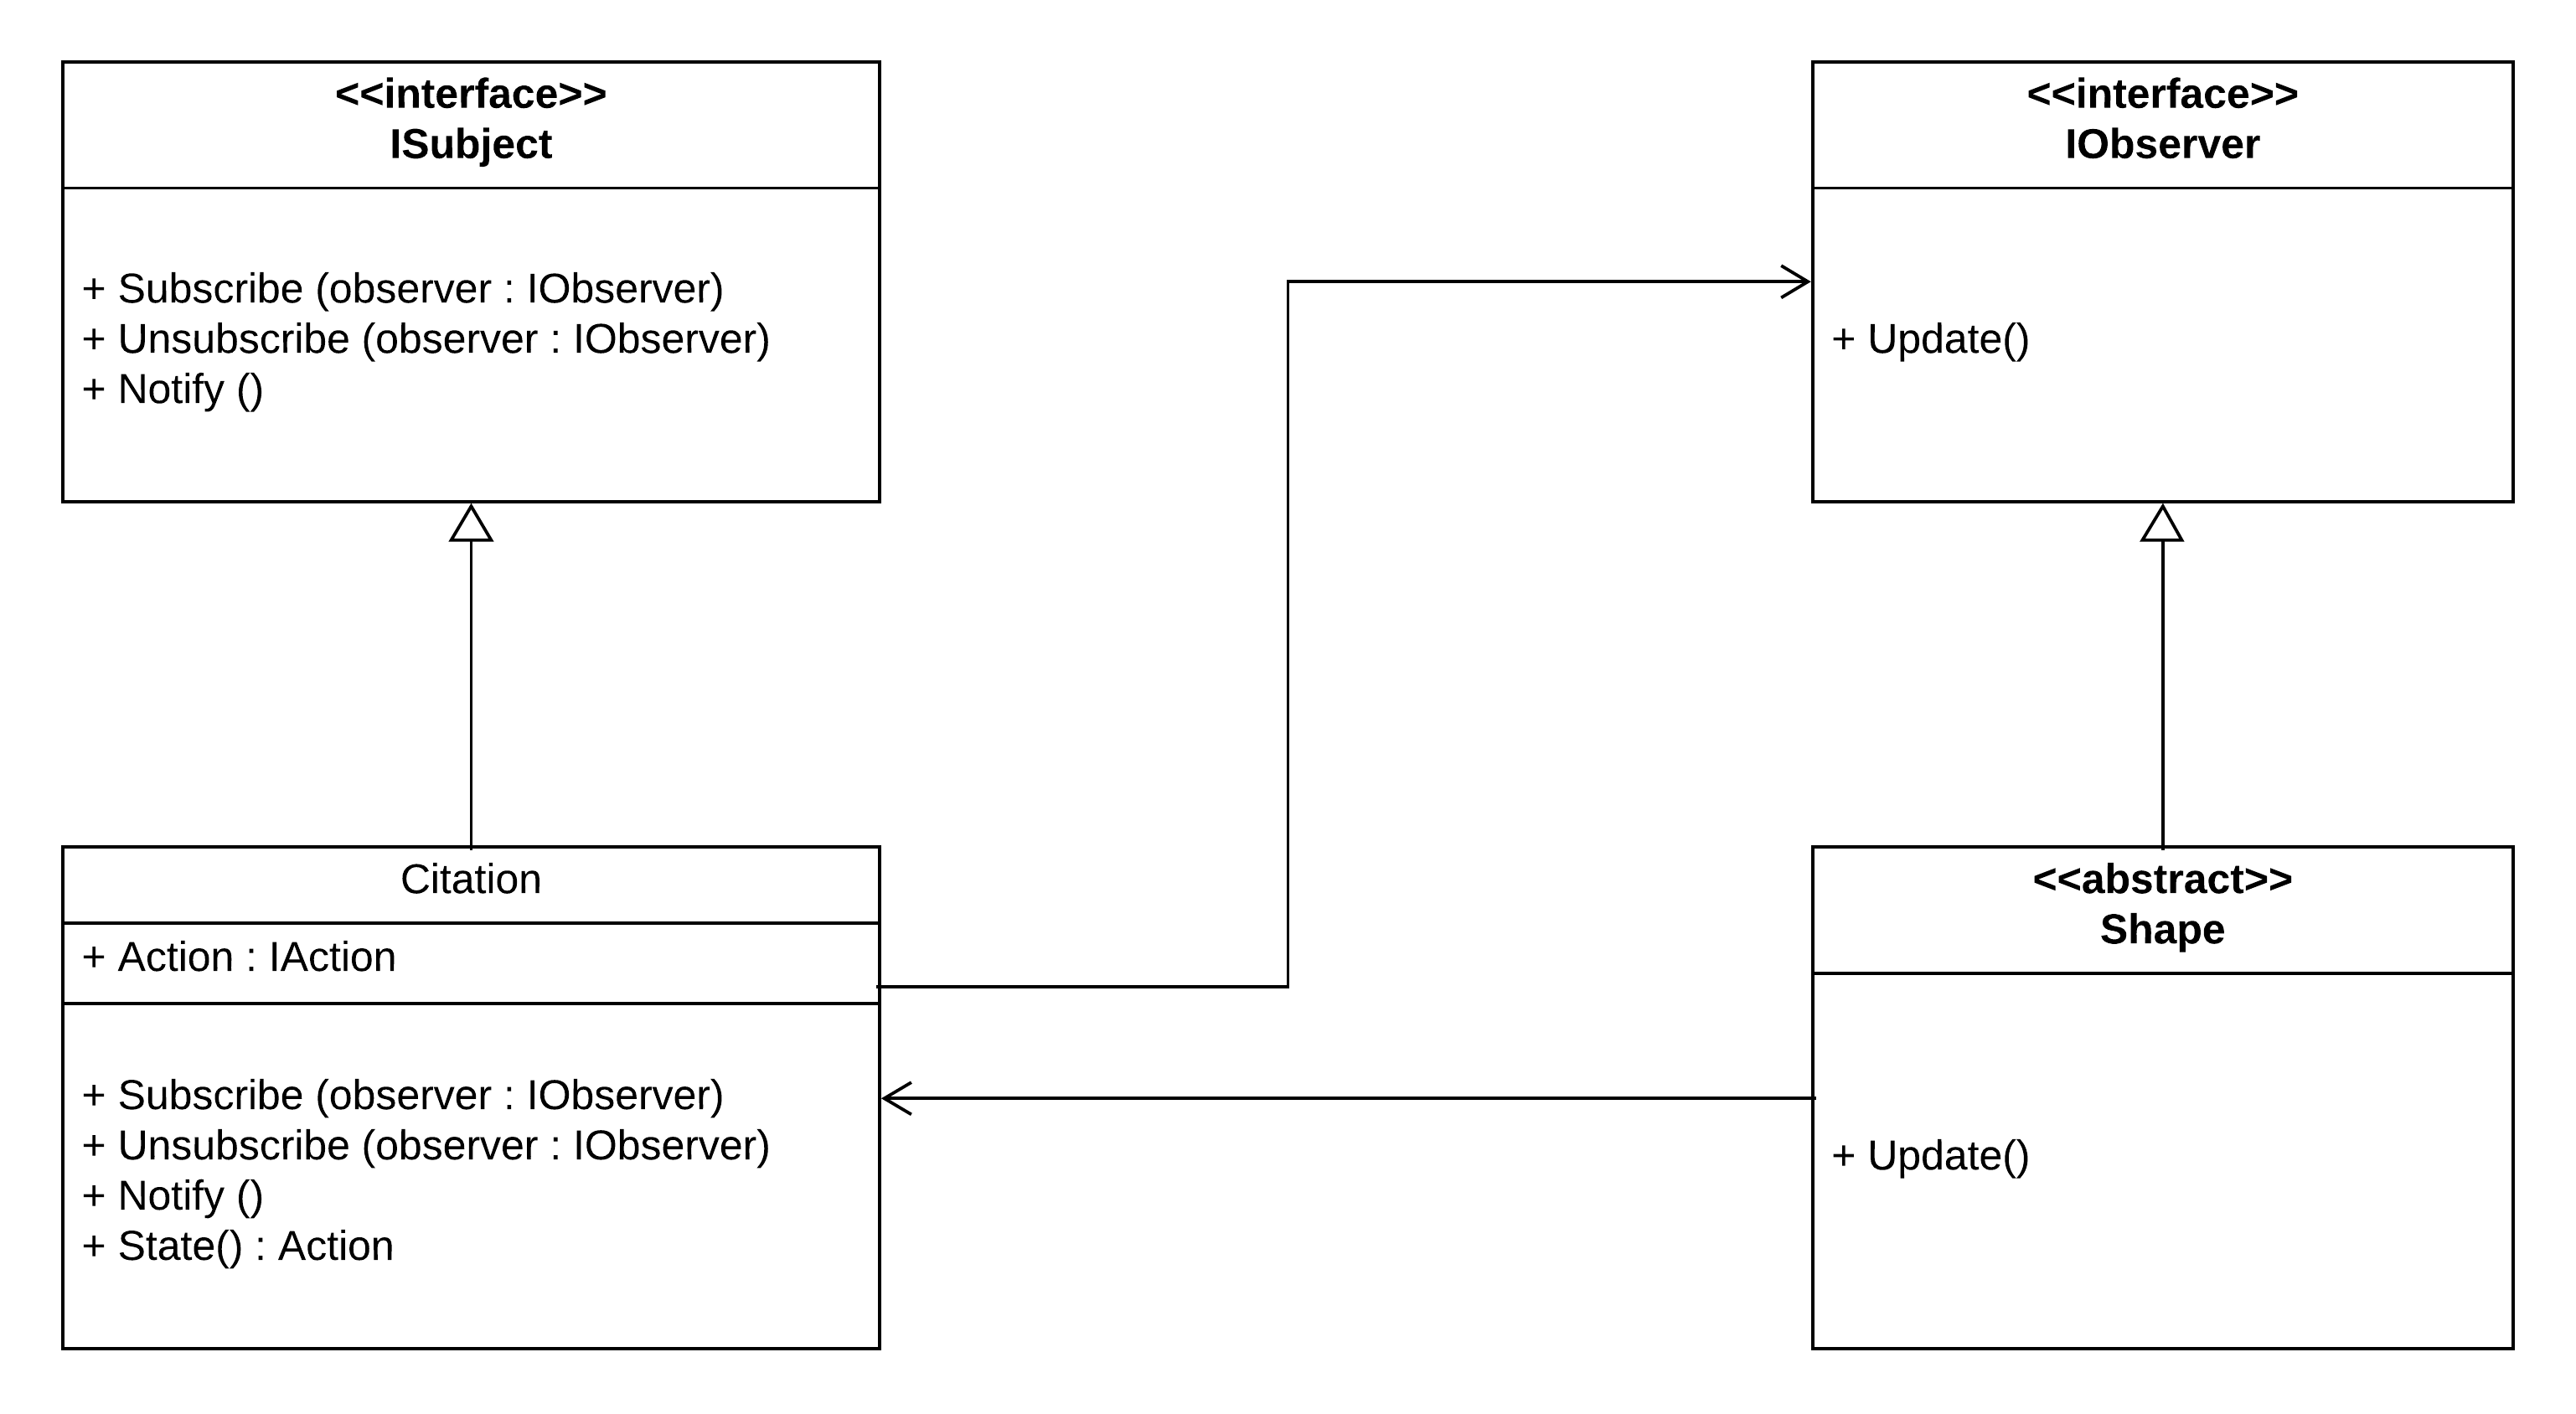 <<interface>>
ISubject
+ Subscribe (observer : IObserver)
+ Unsubscribe (observer : IObserver)
+ Notify ()
<<interface>>
IObserver
+ Update()
Citation
+ Action : IAction
+ Subscribe (observer : IObserver)
+ Unsubscribe (observer : IObserver)
+ Notify ()
+ State() : Action
<<abstract>>
Shape
+ Update()